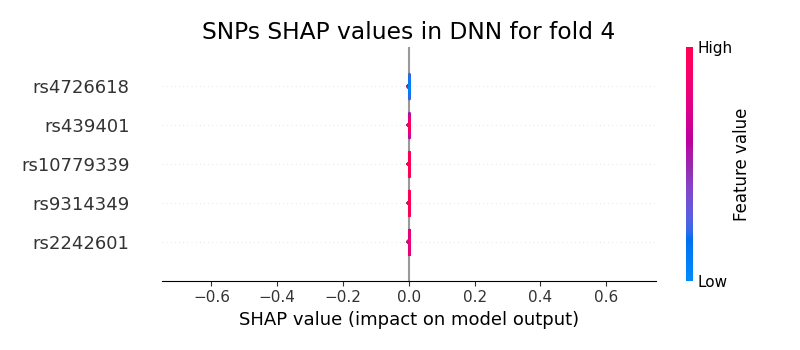 SNPs SHAP values in DNN for fold 4
High
rs4726618
rs439401
rs10779339
rs9314349
rs2242601
Feature value
Low
−0.6 −0.4 −0.2 0.0 0.2 0.4 0.6
SHAP value (impact on model output)